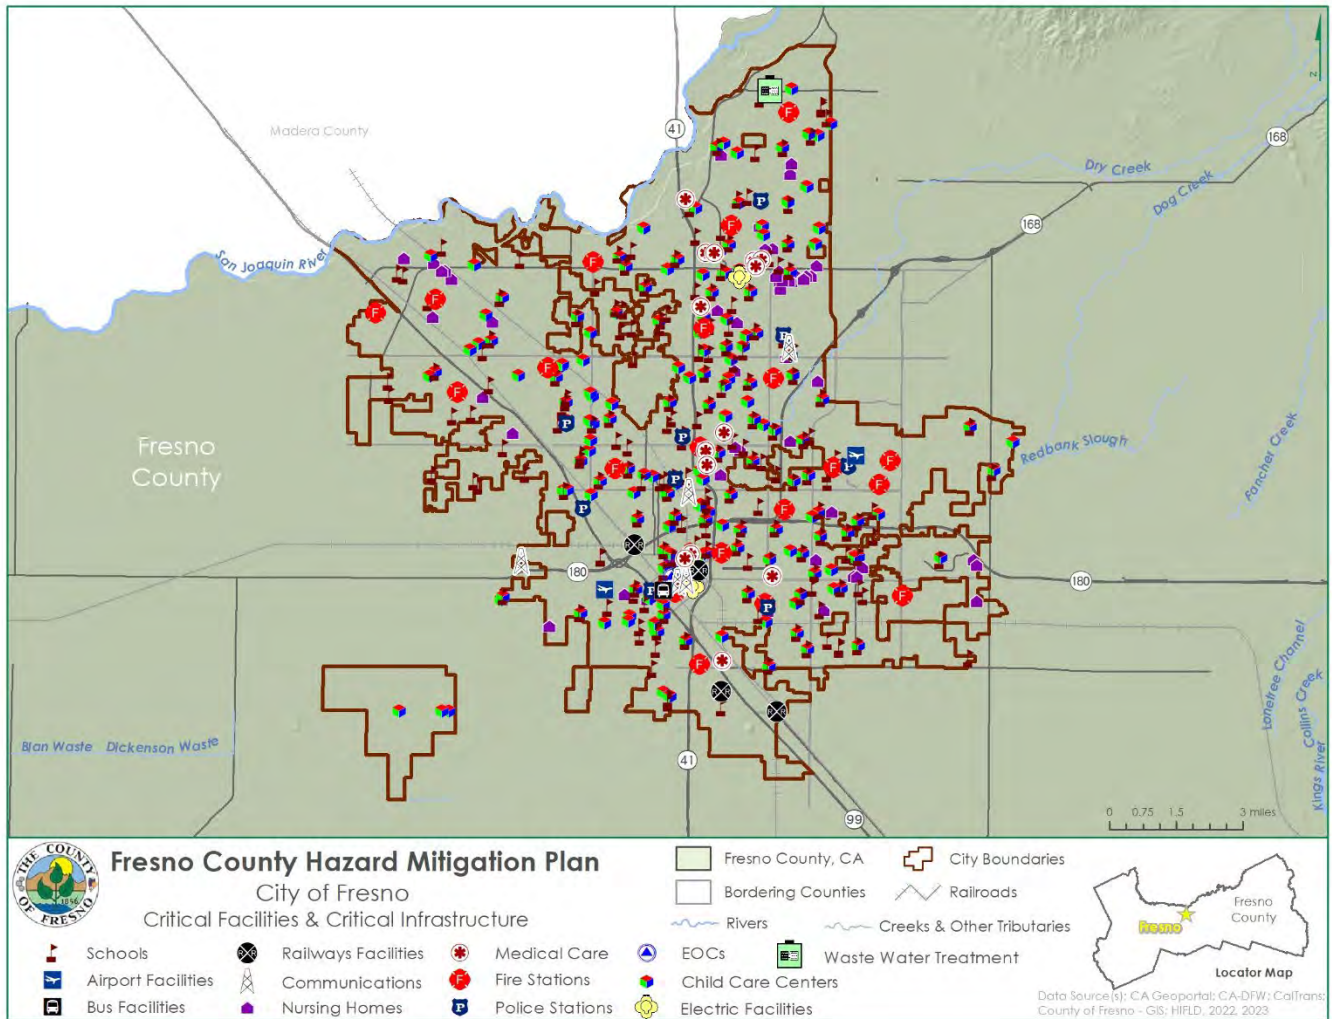 Madera County
41
168
Dry Creek
Dog Creek
168
San Joaquin River
Fresno
County
Redbank Slough
Fancher Creek
180
180
Lonetree Channel
Collins Creek
Kings River
Blan Waste Dickenson Waste
41
99
0 0.75 1.5 3 miles
THE COUNTY
OF FRESNO
1856
Fresno County Hazard Mitigation Plan
City of Fresno
Critical Facilities & Critical Infrastructure
Fresno County, CA
City Boundaries
Bordering Counties
Railroads
Rivers
Creeks & Other Tributaries
Schools
Railways Facilities
Medical Care
EOCs
Waste Water Treatment
Airport Facilities
Communications
Fire Stations
Child Care Centers
Bus Facilities
Nursing Homes
Police Stations
Electric Facilities
Fresno
County
Fresno
Locator Map
Data Source(s): CA Geoportal; CA-DFW; CalTrans;
County of Fresno - GIS; HIFLD, 2022, 2023